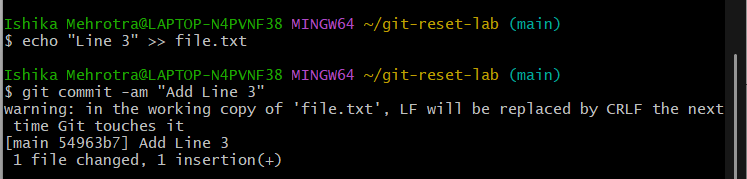 Ishika Mehrotra@LAPTOP-N4PVNF38 MINGW64 ~/git-reset-lab (main)
$ echo "Line 3" >> file.txt
Ishika Mehrotra@LAPTOP-N4PVNF38 MINGW64 ~/git-reset-lab (main)
$ git commit -am "Add Line 3"
warning: in the working copy of 'file.txt', LF will be replaced by CRLF the next
 time Git touches it
[main 54963b7] Add Line 3
 1 file changed, 1 insertion(+)